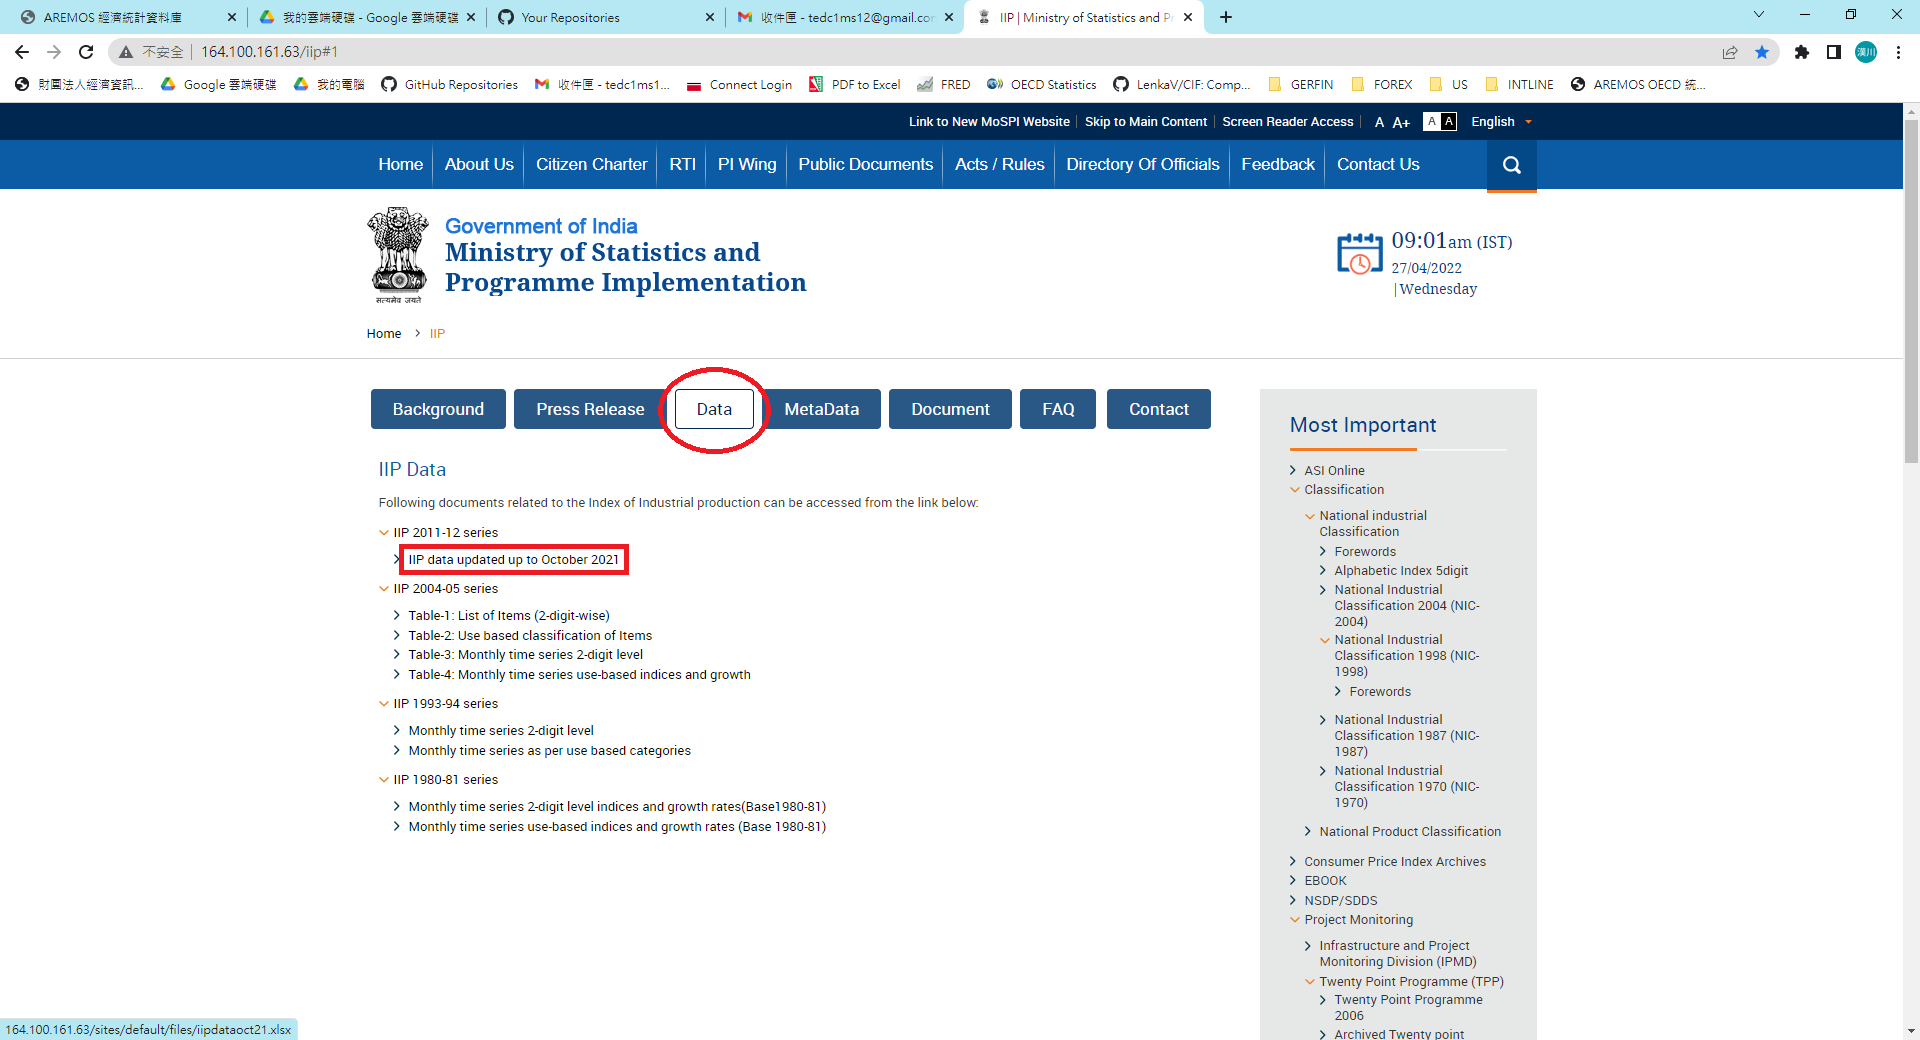 AREMOS 經濟統計資料庫
我的雲端硬碟 - Google 雲端硬碟
Your Repositories
收件匣 - tedc1ms12@gmail.com
IIP | Ministry of Statistics and Pr
不安全
164.100.161.63/iip#1
財團法人經濟資訊...
Google 雲端硬碟
我的電腦
GitHub Repositories
收件匣 - tedc1ms1...
Connect Login
PDF to Excel
FRED
OECD Statistics
LenkaV/CIF: Comp...
GERFIN
FOREX
US
INTLINE
AREMOS OECD 統...
Link to New MoSPI Website
Skip to Main Content
Screen Reader Access
A
A+
A
A
English
Home
About Us
Citizen Charter
RTI
PI Wing
Public Documents
Acts / Rules
Directory Of Officials
Feedback
Contact Us
Government of India
Ministry of Statistics and
Programme Implementation
सत्यमेव जयते
09:01am (IST)
27/04/2022
|Wednesday
Home
IIP
Background
Press Release
Data
MetaData
Document
FAQ
Contact
IIP Data
Following documents related to the Index of Industrial production can be accessed from the link below:
IIP 2011-12 series
IIP data updated up to October 2021
IIP 2004-05 series
Table-1: List of Items (2-digit-wise)
Table-2: Use based classification of Items
Table-3: Monthly time series 2-digit level
Table-4: Monthly time series use-based indices and growth
IIP 1993-94 series
Monthly time series 2-digit level
Monthly time series as per use based categories
IIP 1980-81 series
Monthly time series 2-digit level indices and growth rates(Base1980-81)
Monthly time series use-based indices and growth rates (Base 1980-81)
Most Important
ASI Online
Classification
National industrial
Classification
Forewords
Alphabetic Index 5digit
National Industrial
Classification 2004 (NIC-
2004)
National Industrial
Classification 1998 (NIC-
1998)
Forewords
National Industrial
Classification 1987 (NIC-
1987)
National Industrial
Classification 1970 (NIC-
1970)
National Product Classification
Consumer Price Index Archives
EBOOK
NSDP/SDDS
Project Monitoring
Infrastructure and Project
Monitoring Division (IPMD)
Twenty Point Programme (TPP)
Twenty Point Programme
2006
Archived Twenty point
164.100.161.63/sites/default/files/iipdataoct21.xlsx